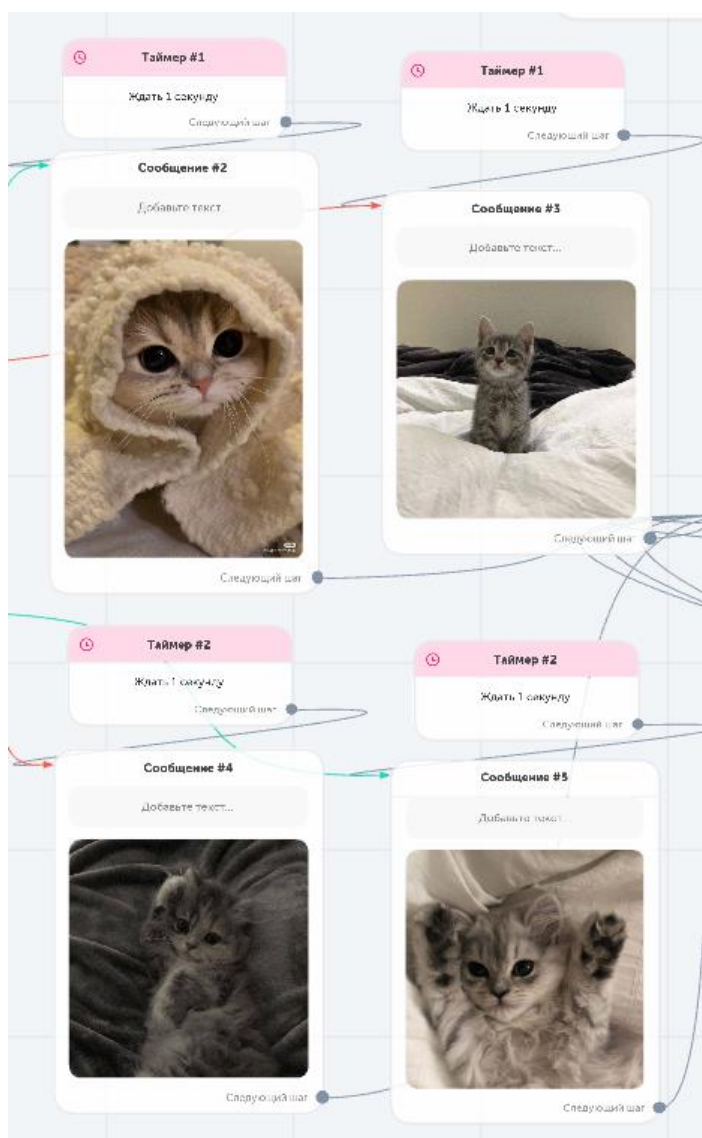 Таймер #1
Ждать 1 секунду
Следующий шаг
Таймер #1
Ждать 1 секунду
Следующий шаг
Сообщение #2
Добавьте текст...
Следующий шаг
Сообщение #3
Добавьте текст...
Следующий шаг
Таймер #2
Ждать 1 секунду
Следующий шаг
Таймер #2
Ждать 1 секунду
Следующий шаг
Сообщение #4
Добавьте текст...
Следующий шаг
Сообщение #5
Добавьте текст...
Следующий шаг